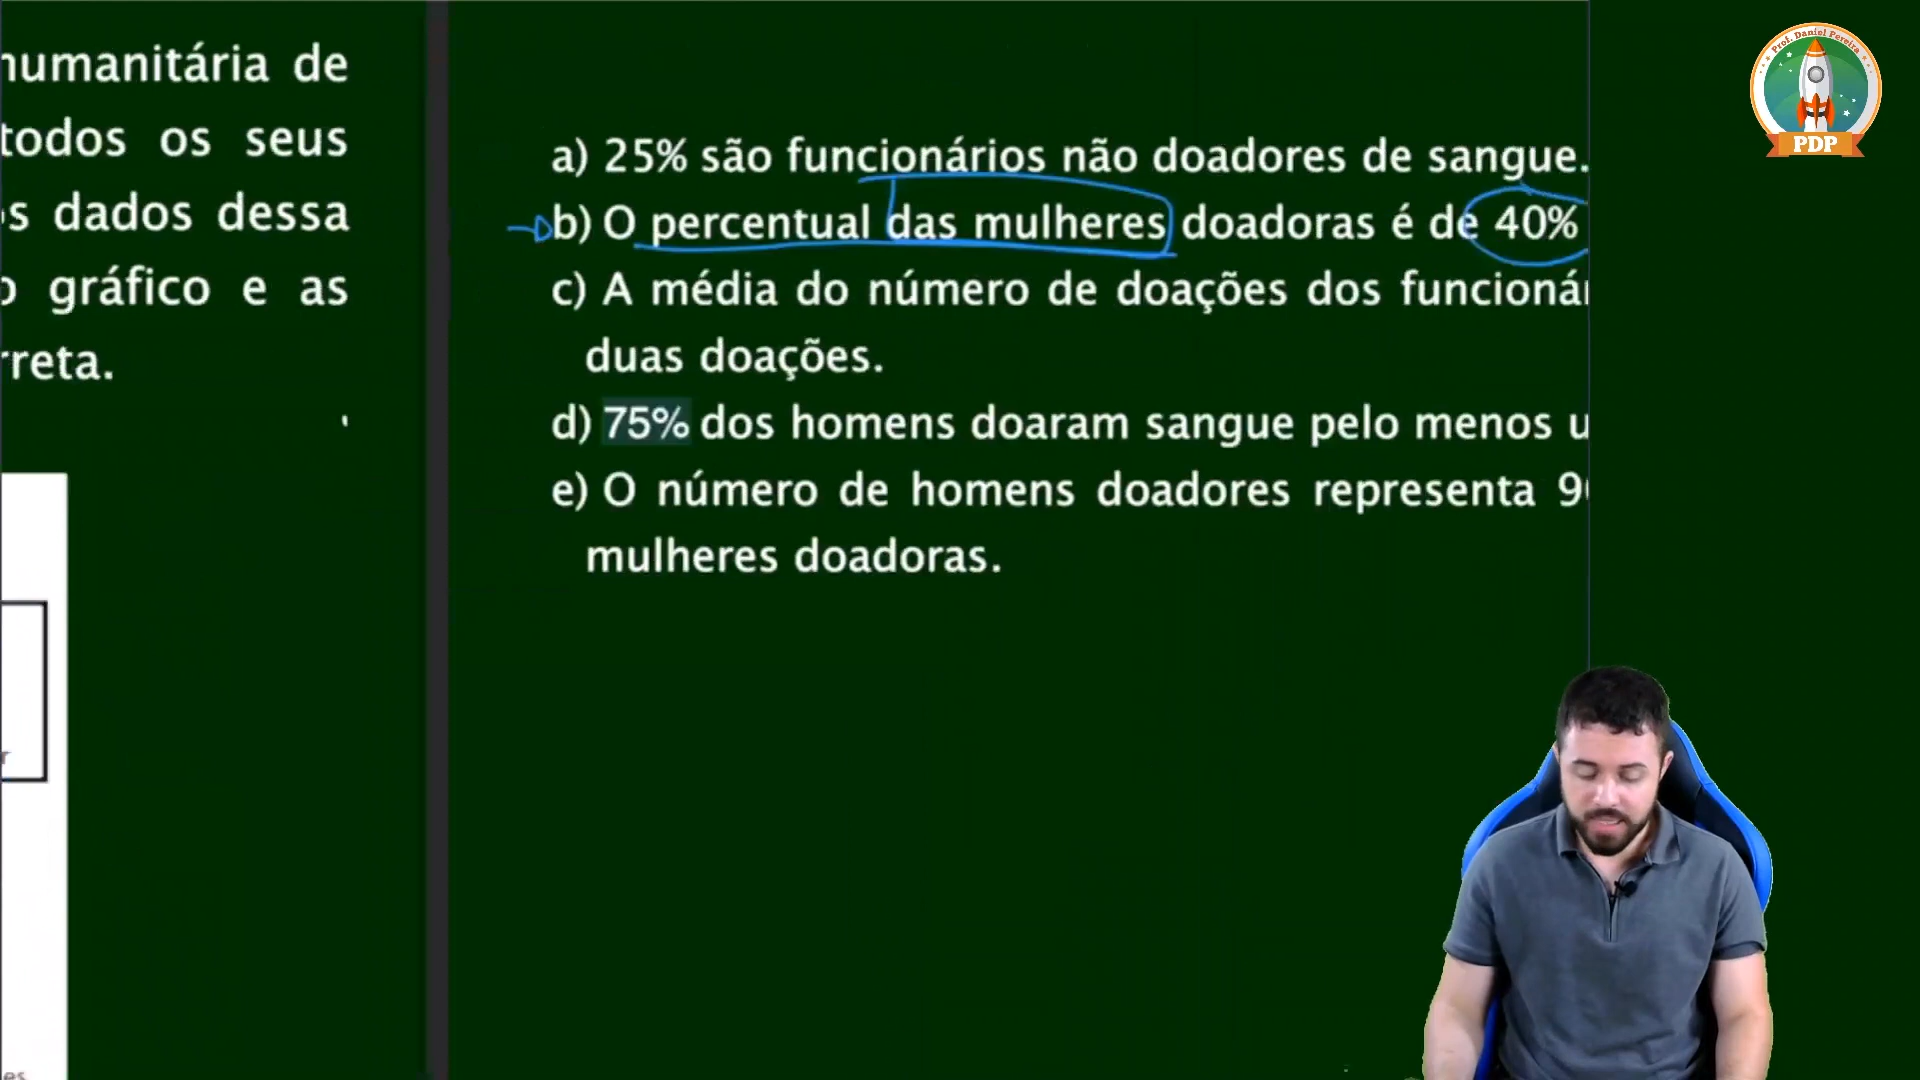 humanitária de
todos os seus
os dados dessa
gráfico e as
rreta.
a) 25% são funcionários não doadores de sangue.
b) O percentual das mulheres doadoras é de 40%
c) A média do número de doações dos funcionár
duas doações.
d) 75% dos homens doaram sangue pelo menos u
e) O número de homens doadores representa 9
mulheres doadoras.
Prof. Daniel Pereira
PDP